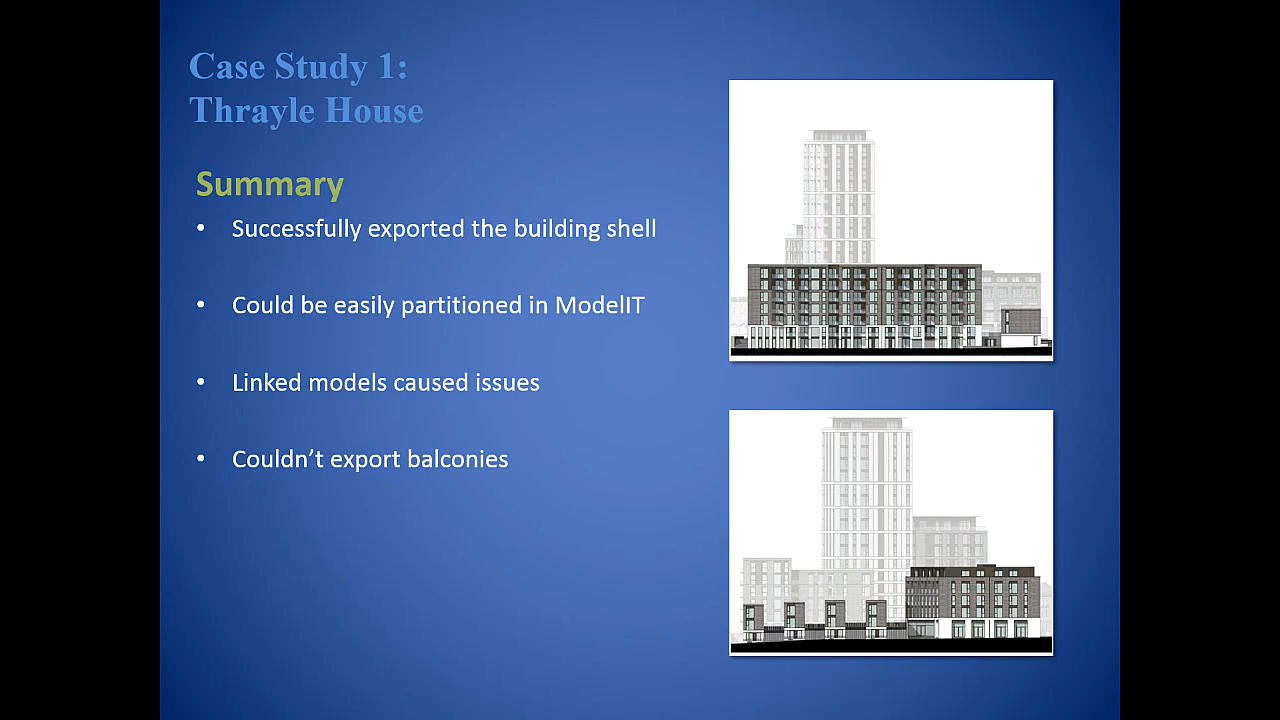 Case Study 1:
Thrayle House
Summary
• Successfully exported the building shell
• Could be easily partitioned in ModelIT
• Linked models caused issues
• Couldn’t export balconies